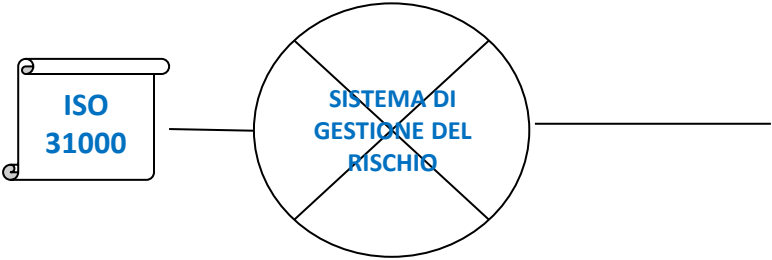 ISO
31000
SISTEMA DI
GESTIONE DEL
RISCHIO